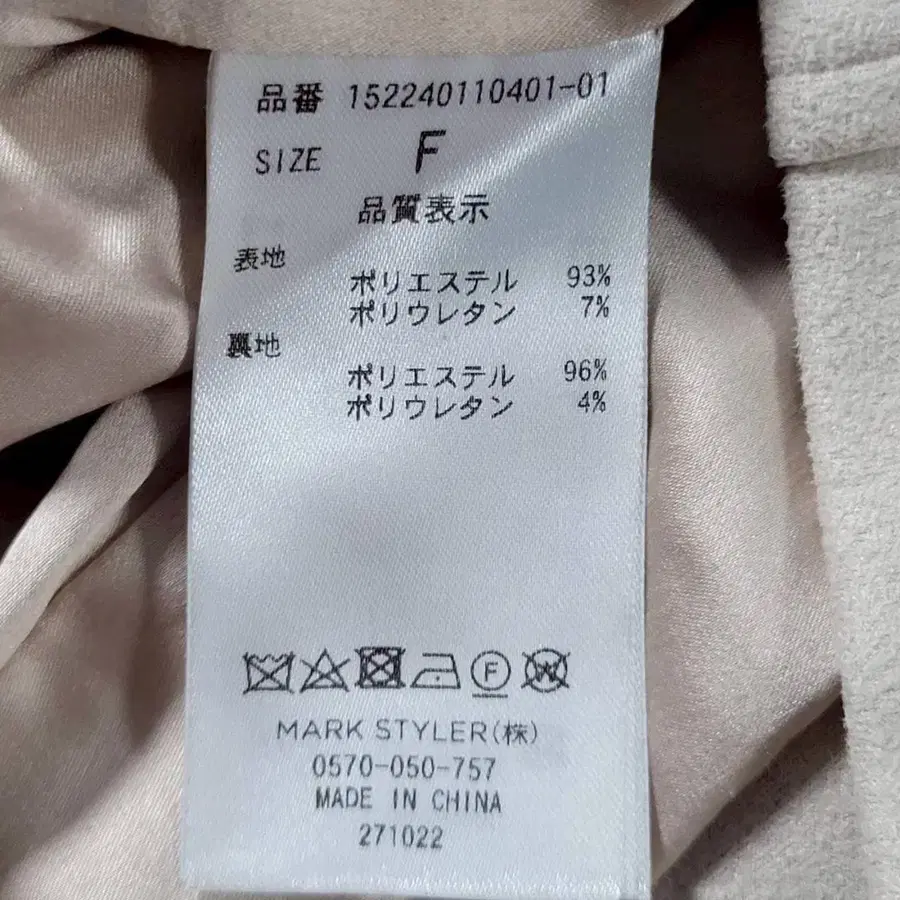 品番 152240110401-01
SIZE F
品質表示
表地
ポリエステル 93%
ポリウレタン 7%
裏地
ポリエステル 96%
ポリウレタン 4%
F W
MARK STYLER(株)
0570-050-757
MADE IN CHINA
271022